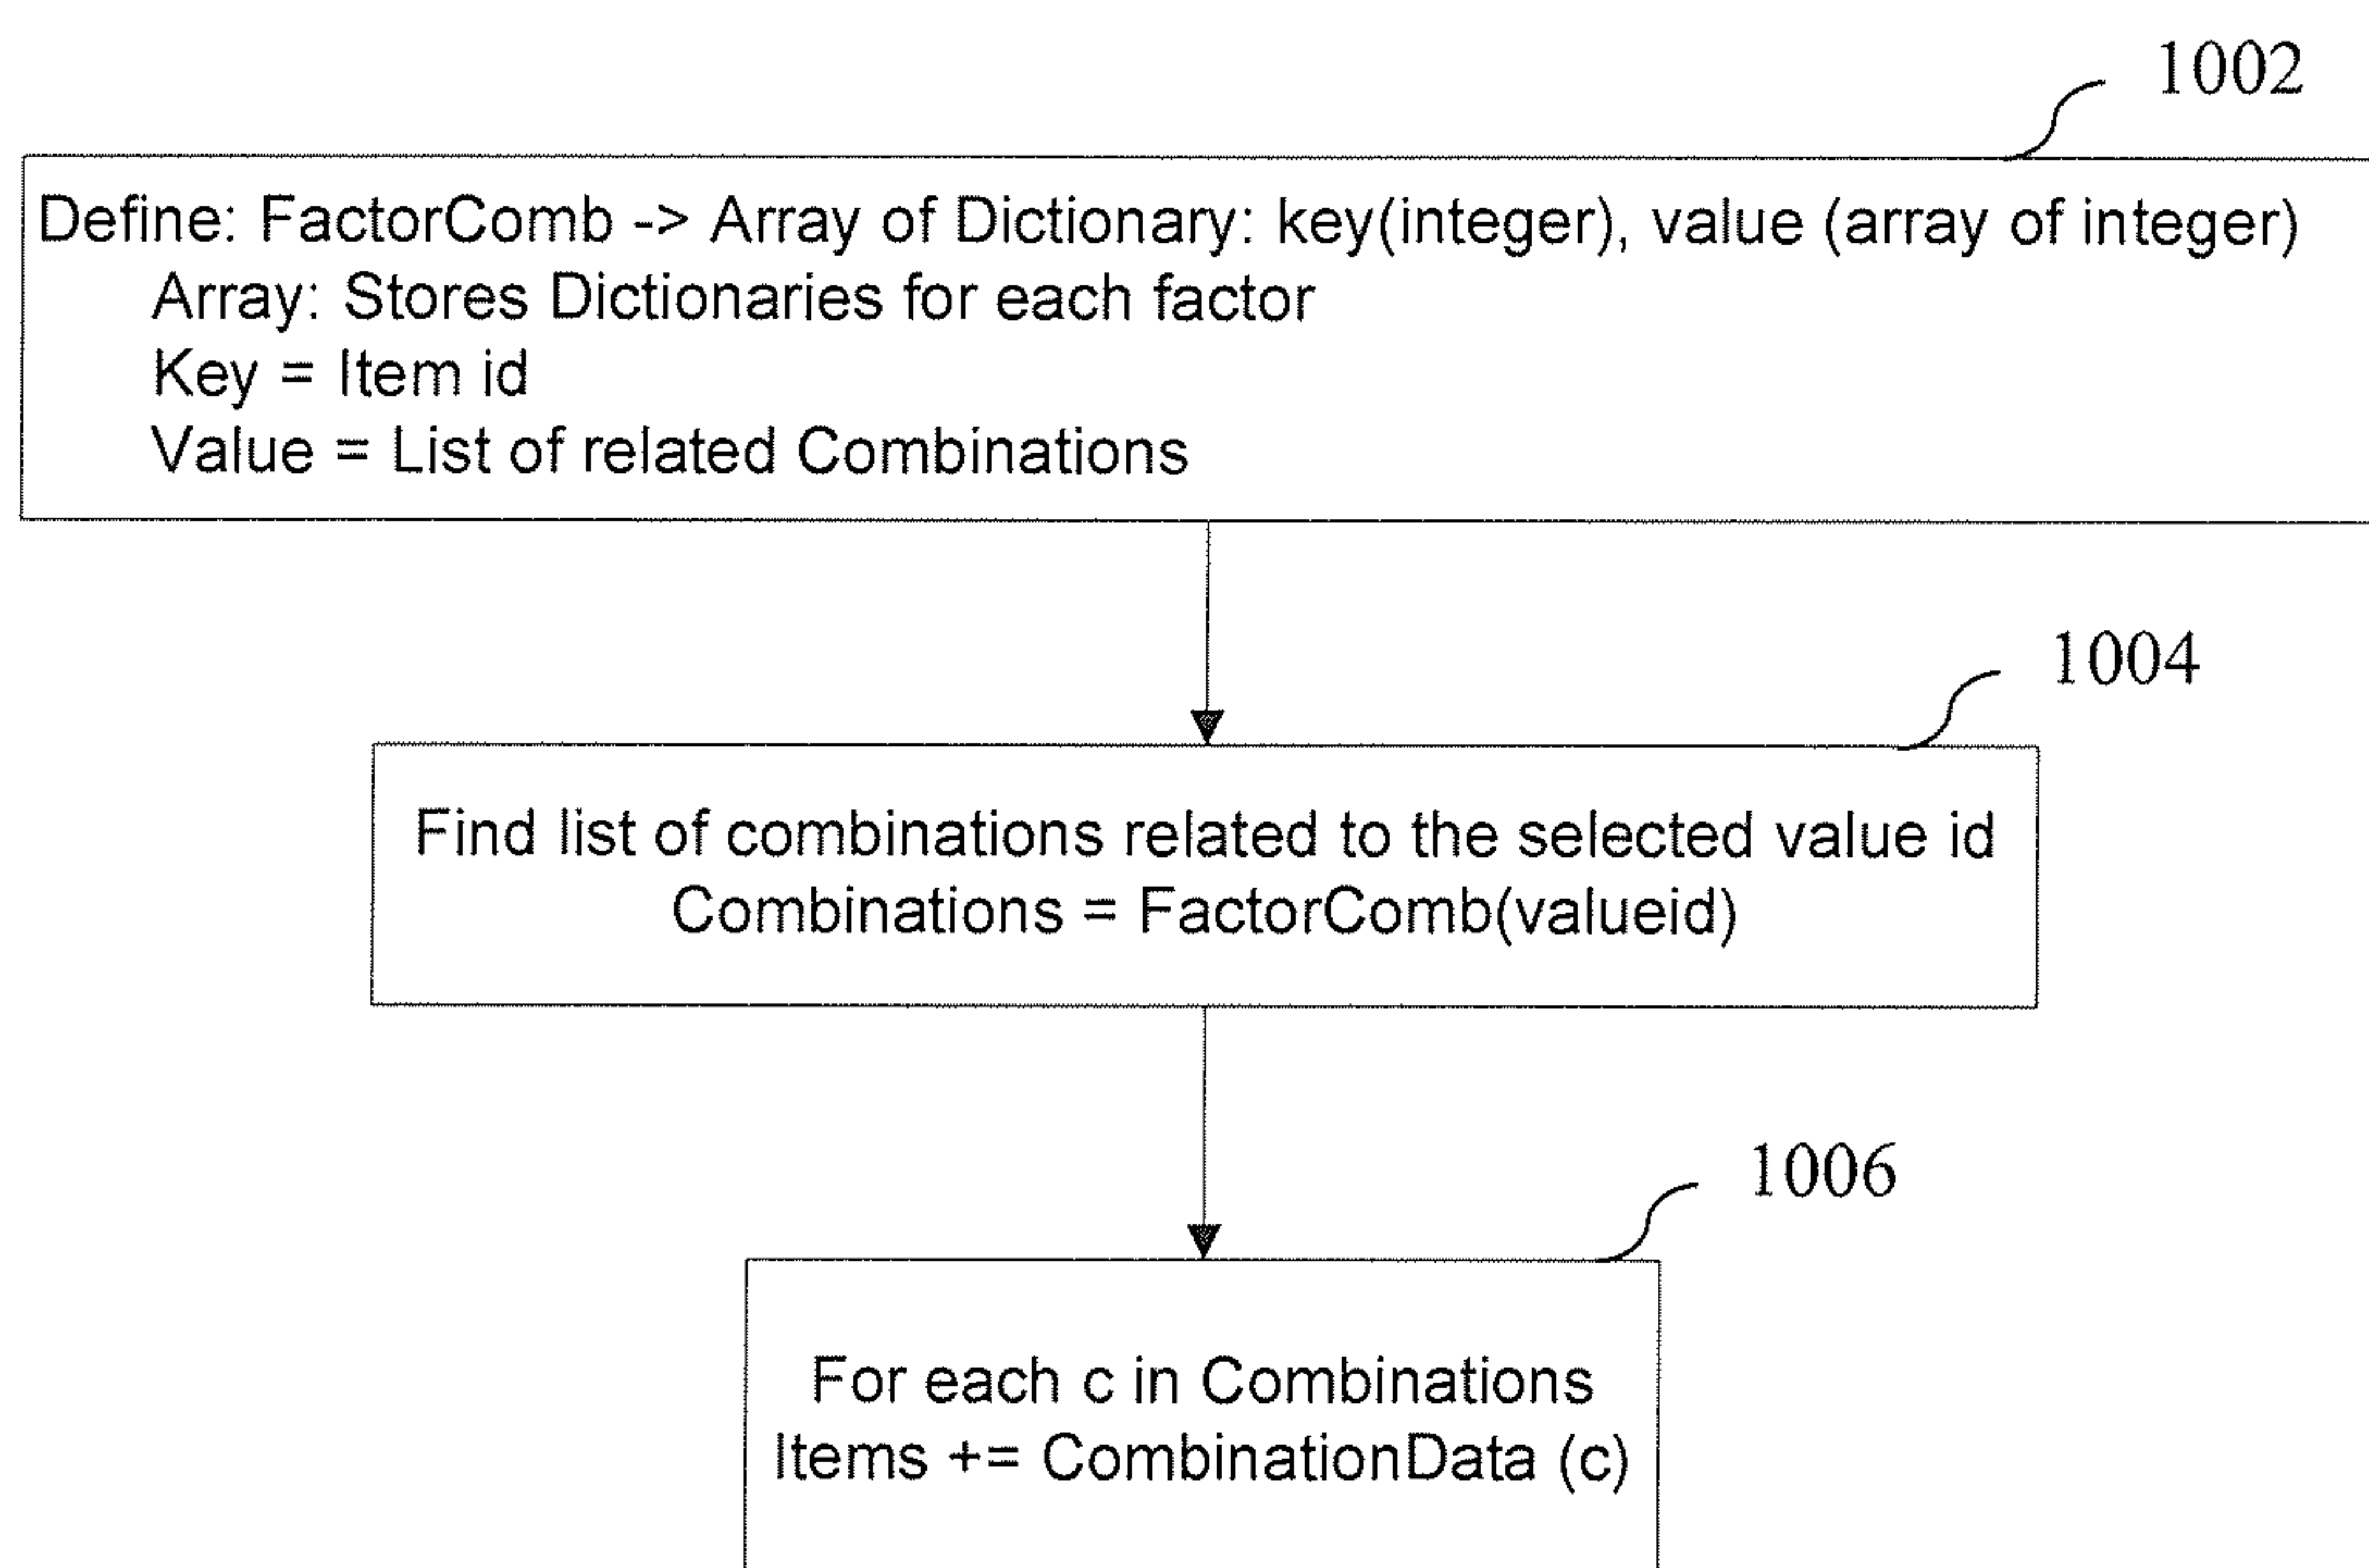 1002
Define: FactorComb -> Array of Dictionary: key(integer), value (array of integer)
Array: Stores Dictionaries for each factor
Key = Item id
Value = List of related Combinations
1004
Find list of combinations related to the selected value id
Combinations = FactorComb(valueid)
1006
For each c in Combinations
Items += CombinationData (c)